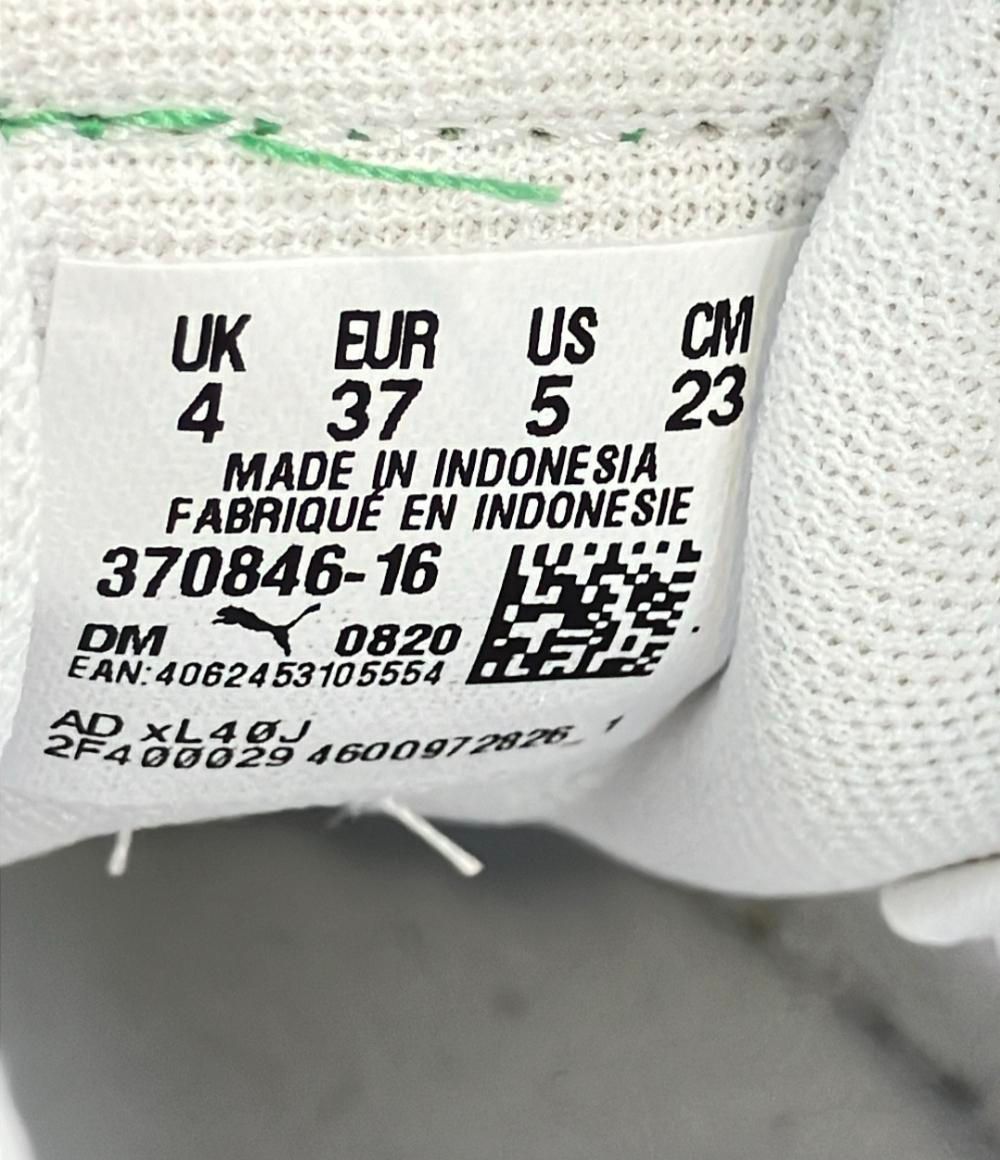 UK EUR US CM
4 37 5 23
MADE IN INDONESIA
FABRIQUÉ EN INDONESIE
370846-16
DM 0820
EAN:4062453105554
AD xL40J
2F400029 4600972826_1